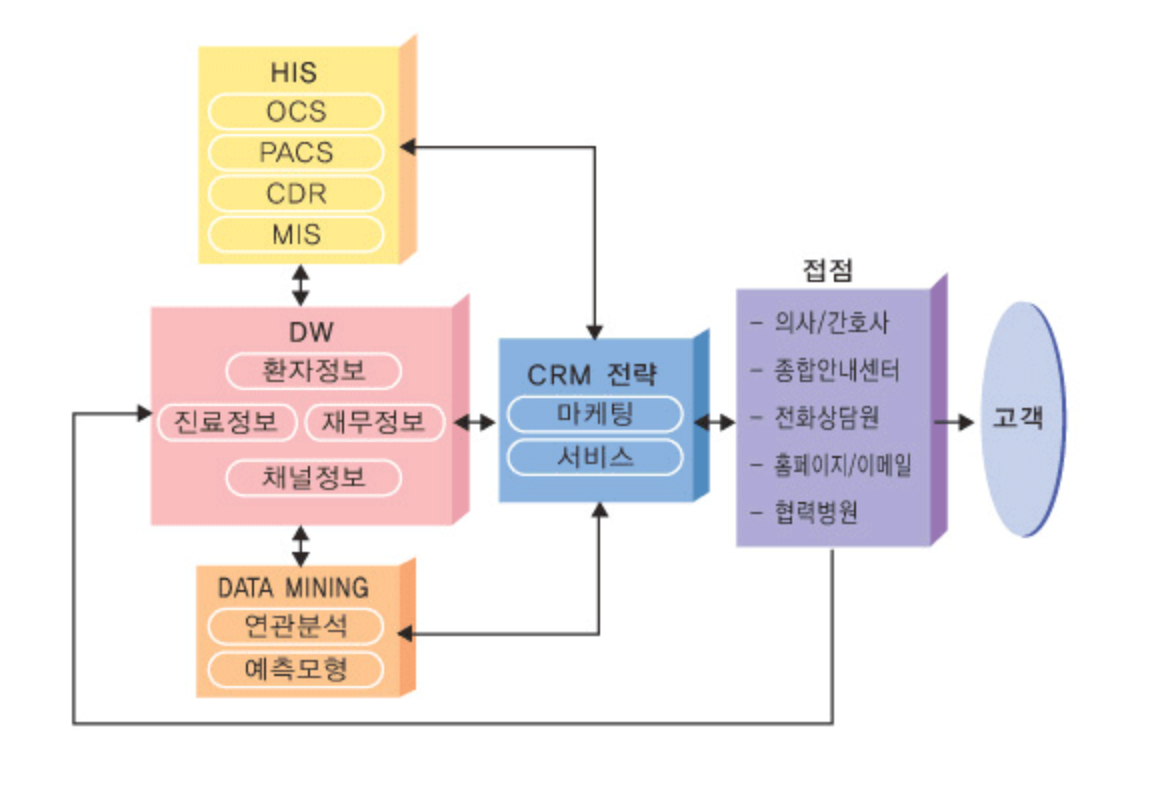 HIS
OCS
PACS
CDR
MIS
DW
환자정보
진료정보 재무정보
채널정보
DATA MINING
연관분석
예측모형
CRM 전략
마케팅
서비스
접점
- 의사/간호사
- 종합안내센터
- 전화상담원
- 홈페이지/이메일
- 협력병원
고객